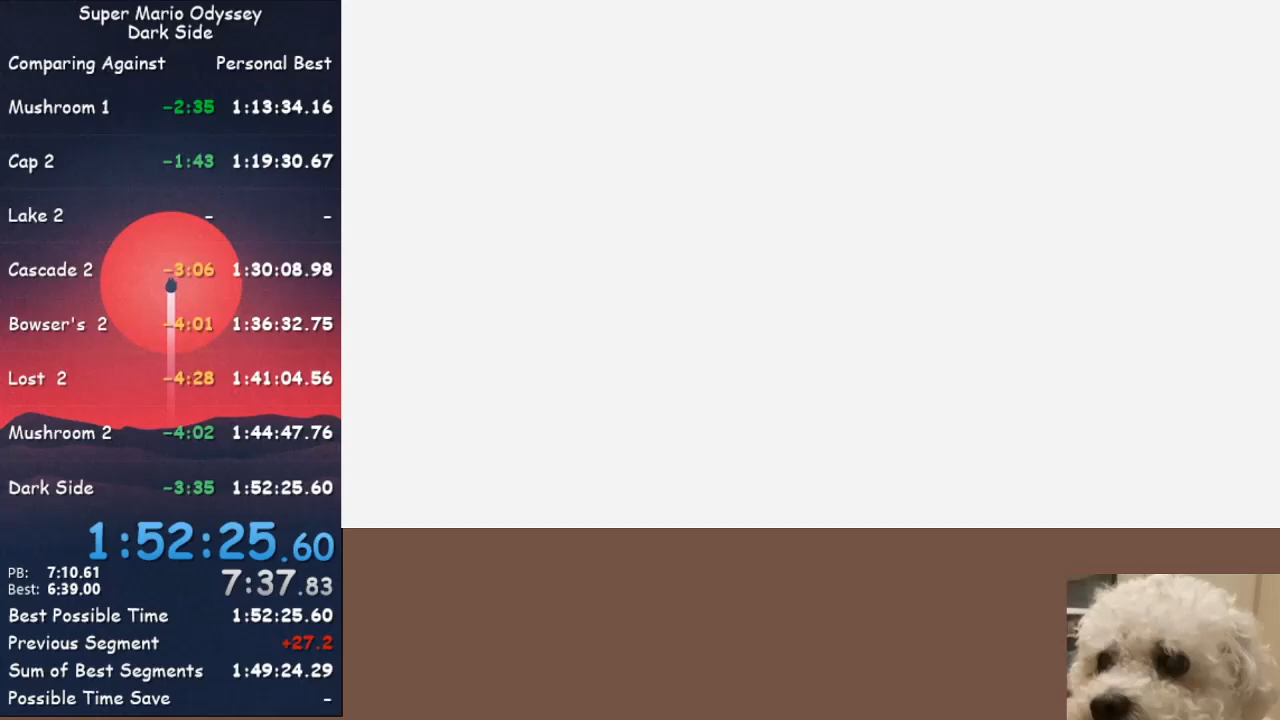 Super Mario Odyssey
Dark Side
Comparing Against Personal Best
Mushroom 1 -2:35 1:13:34.16
Cap 2 -1:43 1:19:30.67
Lake 2 - -
Cascade 2 -3:06 1:30:08.98
Bowser's 2 -4:01 1:36:32.75
Lost 2 -4:28 1:41:04.56
Mushroom 2 -4:02 1:44:47.76
Dark Side -3:35 1:52:25.60
1:52:25.60
PB: 7:10.61
Best: 6:39.00
7:37.83
Best Possible Time 1:52:25.60
Previous Segment +27.2
Sum of Best Segments 1:49:24.29
Possible Time Save -